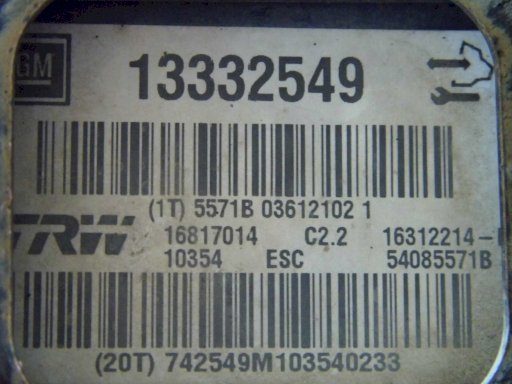 GM 13332549
(1T) 5571B 03612102 1
TRW 16817014 C2.2 16312214-
10354 ESC 54085571B
(20T) 742549M103540233